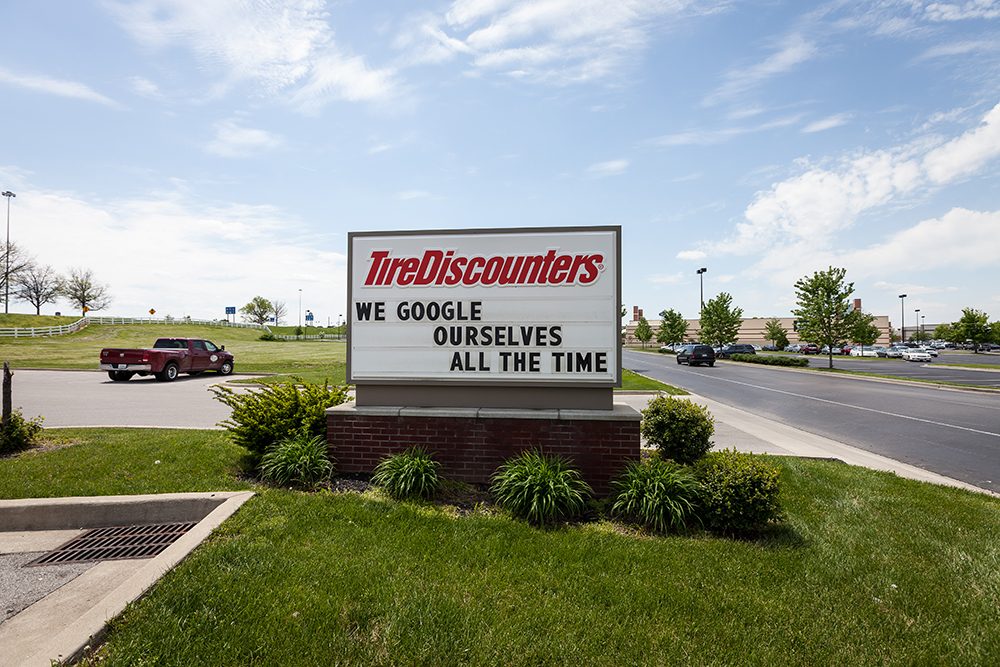 TireDiscounters®
WE GOOGLE
OURSELVES
ALL THE TIME